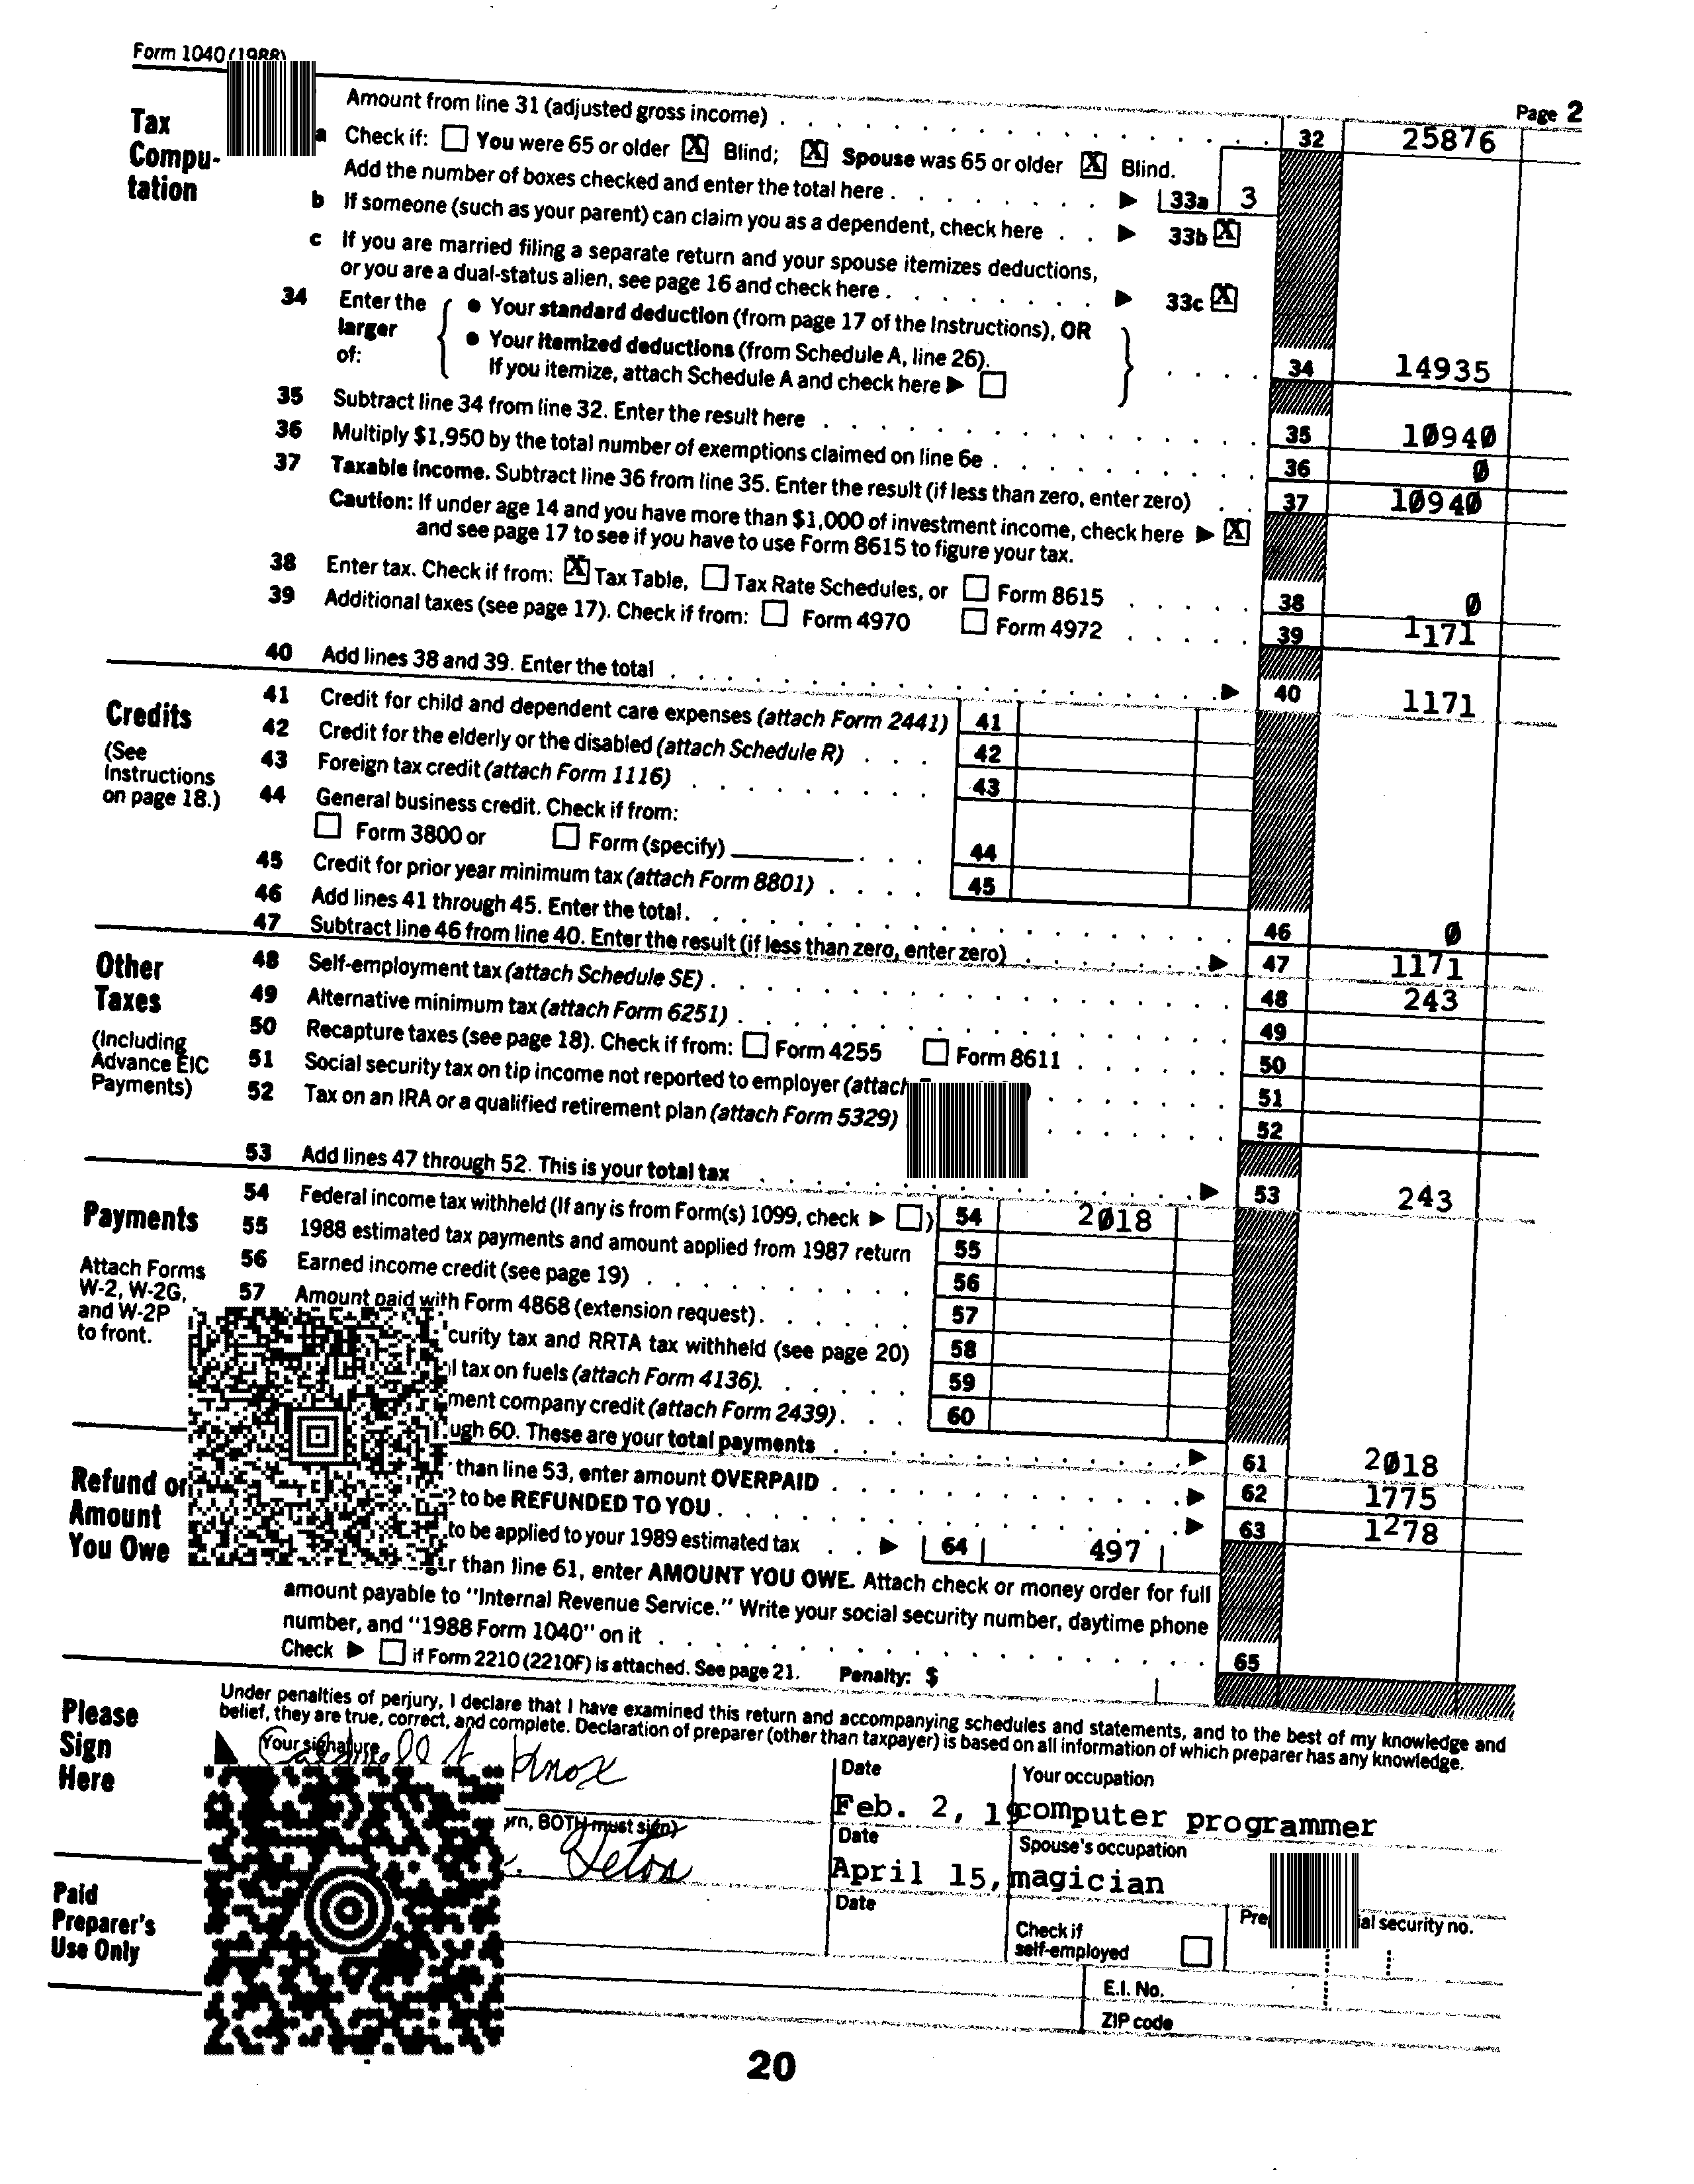 Form 1040 (1988)
Page 2
Tax
Compu-
tation
Amount from line 31 (adjusted gross income) 32 25876
a Check if: You were 65 or older X Blind; X Spouse was 65 or older X Blind.
Add the number of boxes checked and enter the total here 33a 3
b If someone (such as your parent) can claim you as a dependent, check here 33b X
c If you are married filing a separate return and your spouse itemizes deductions,
or you are a dual-status alien, see page 16 and check here 33c X
34 Enter the larger of:
• Your standard deduction (from page 17 of the Instructions), OR
• Your itemized deductions (from Schedule A, line 26).
If you itemize, attach Schedule A and check here 34 14935
35 Subtract line 34 from line 32. Enter the result here 35 10940
36 Multiply $1,950 by the total number of exemptions claimed on line 6e 36 0
37 Taxable income. Subtract line 36 from line 35. Enter the result (if less than zero, enter zero) 37 10940
Caution: If under age 14 and you have more than $1,000 of investment income, check here X
and see page 17 to see if you have to use Form 8615 to figure your tax.
38 Enter tax. Check if from: X Tax Table, Tax Rate Schedules, or Form 8615 38 0
39 Additional taxes (see page 17). Check if from: Form 4970 Form 4972 39 1171
40 Add lines 38 and 39. Enter the total 40 1171
Credits
(See
Instructions
on page 18.)
41 Credit for child and dependent care expenses (attach Form 2441) 41
42 Credit for the elderly or the disabled (attach Schedule R) 42
43 Foreign tax credit (attach Form 1116) 43
44 General business credit. Check if from:
Form 3800 or Form (specify) 44
45 Credit for prior year minimum tax (attach Form 8801) 45
46 Add lines 41 through 45. Enter the total 46 0
47 Subtract line 46 from line 40. Enter the result (if less than zero, enter zero) 47 1171
Other
Taxes
(Including
Advance EIC
Payments)
48 Self-employment tax (attach Schedule SE) 48 243
49 Alternative minimum tax (attach Form 6251) 49
50 Recapture taxes (see page 18). Check if from: Form 4255 Form 8611 50
51 Social security tax on tip income not reported to employer (attach 51
52 Tax on an IRA or a qualified retirement plan (attach Form 5329) 52
53 Add lines 47 through 52. This is your total tax 53 243
Payments
Attach Forms
W-2, W-2G,
and W-2P
to front.
54 Federal income tax withheld (If any is from Form(s) 1099, check ) 54 2018
55 1988 estimated tax payments and amount applied from 1987 return 55
56 Earned income credit (see page 19) 56
57 Amount paid with Form 4868 (extension request) 57
curity tax and RRTA tax withheld (see page 20) 58
l tax on fuels (attach Form 4136). 59
ment company credit (attach Form 2439) 60
ugh 60. These are your total payments 61 2018
Refund or
Amount
You Owe
than line 53, enter amount OVERPAID 62 1775
2 to be REFUNDED TO YOU 63 1278
to be applied to your 1989 estimated tax 64 497
r than line 61, enter AMOUNT YOU OWE. Attach check or money order for full
amount payable to "Internal Revenue Service." Write your social security number, daytime phone
number, and "1988 Form 1040" on it 65
Check if Form 2210 (2210F) is attached. See page 21. Penalty: $
Please
Sign
Here
Under penalties of perjury, I declare that I have examined this return and accompanying schedules and statements, and to the best of my knowledge and
belief, they are true, correct, and complete. Declaration of preparer (other than taxpayer) is based on all information of which preparer has any knowledge.
Your signature Knox
Date Feb. 2, 19
Your occupation computer programmer
rn, BOTH must sign)
Date April 15,
Spouse's occupation magician
Paid
Preparer's
Use Only
Date
Check if
self-employed
ial security no.
E.I. No.
ZIP code
20